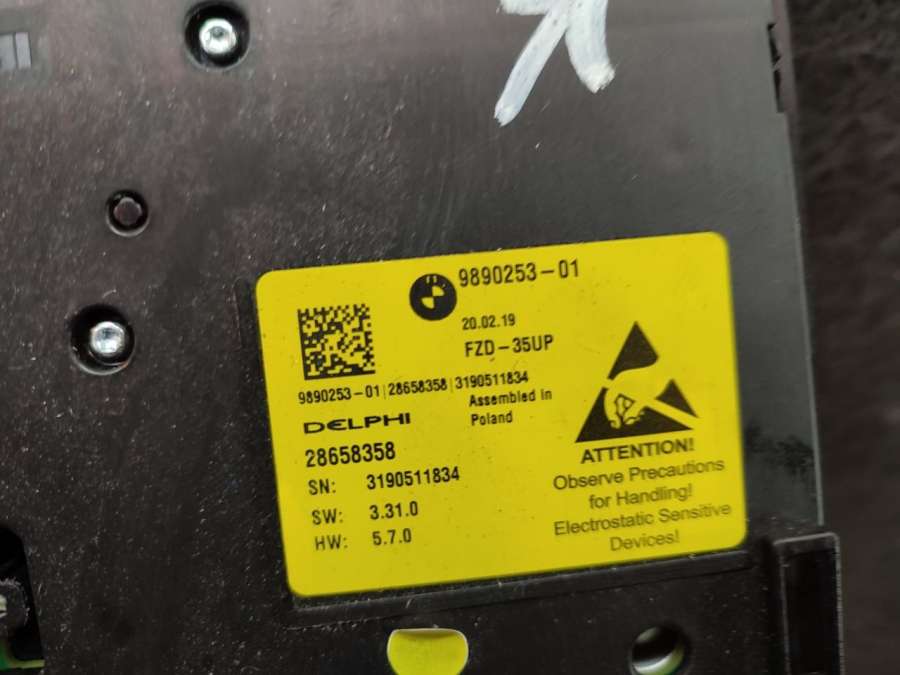 9890253-01
20.02.19
FZD-35UP
9890253-01|28658358|3190511834
Assembled in
Poland
DELPHI
28658358
SN: 3190511834
SW: 3.31.0
HW: 5.7.0
ATTENTION!
Observe Precautions
for Handling!
Electrostatic Sensitive
Devices!